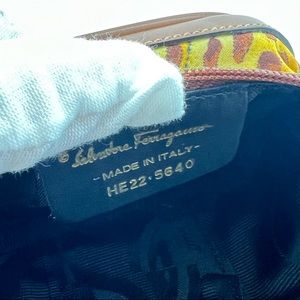 © Salvatore Ferragamo
- MADE IN ITALY -
HE22·5640